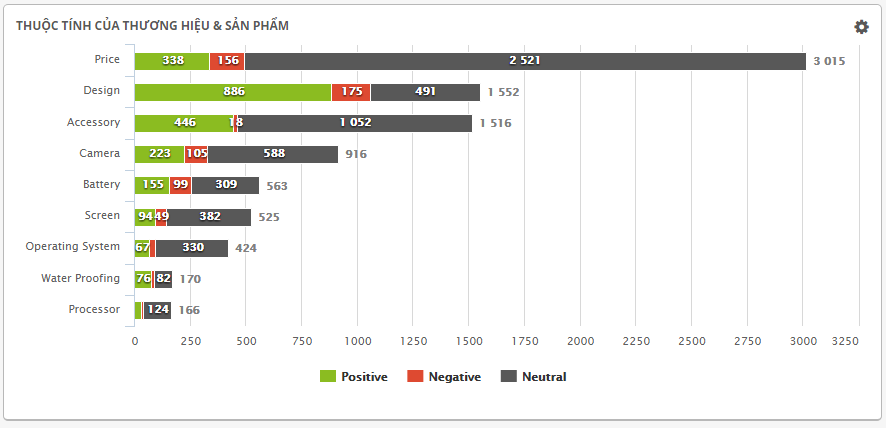 THUỘC TÍNH CỦA THƯƠNG HIỆU & SẢN PHẨM
Price 338 156 2 521 3 015
Design 886 175 491 1 552
Accessory 446 18 1 052 1 516
Camera 223 105 588 916
Battery 155 99 309 563
Screen 94 49 382 525
Operating System 67 330 424
Water Proofing 76 82 170
Processor 124 166
0 250 500 750 1000 1250 1500 1750 2000 2250 2500 2750 3000 3250
Positive Negative Neutral